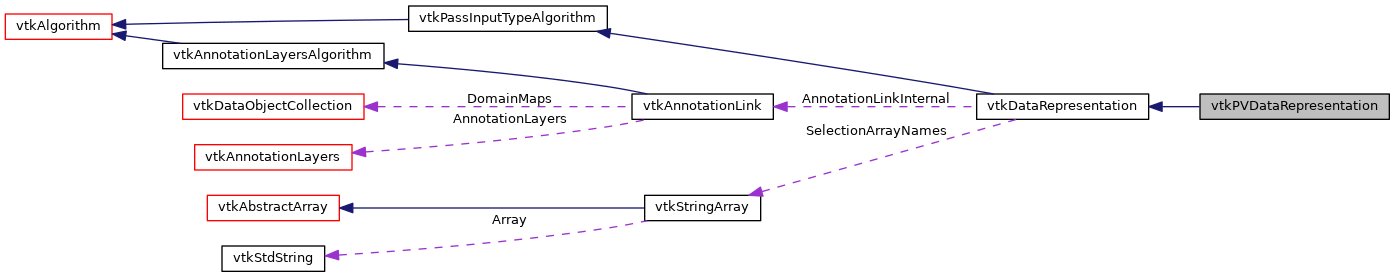 vtkPassInputTypeAlgorithm
vtkAlgorithm
vtkAnnotationLayersAlgorithm
vtkDataObjectCollection
DomainMaps
vtkAnnotationLink
AnnotationLinkInternal
vtkDataRepresentation
vtkPVDataRepresentation
AnnotationLayers
SelectionArrayNames
vtkAnnotationLayers
vtkAbstractArray
vtkStringArray
Array
vtkStdString